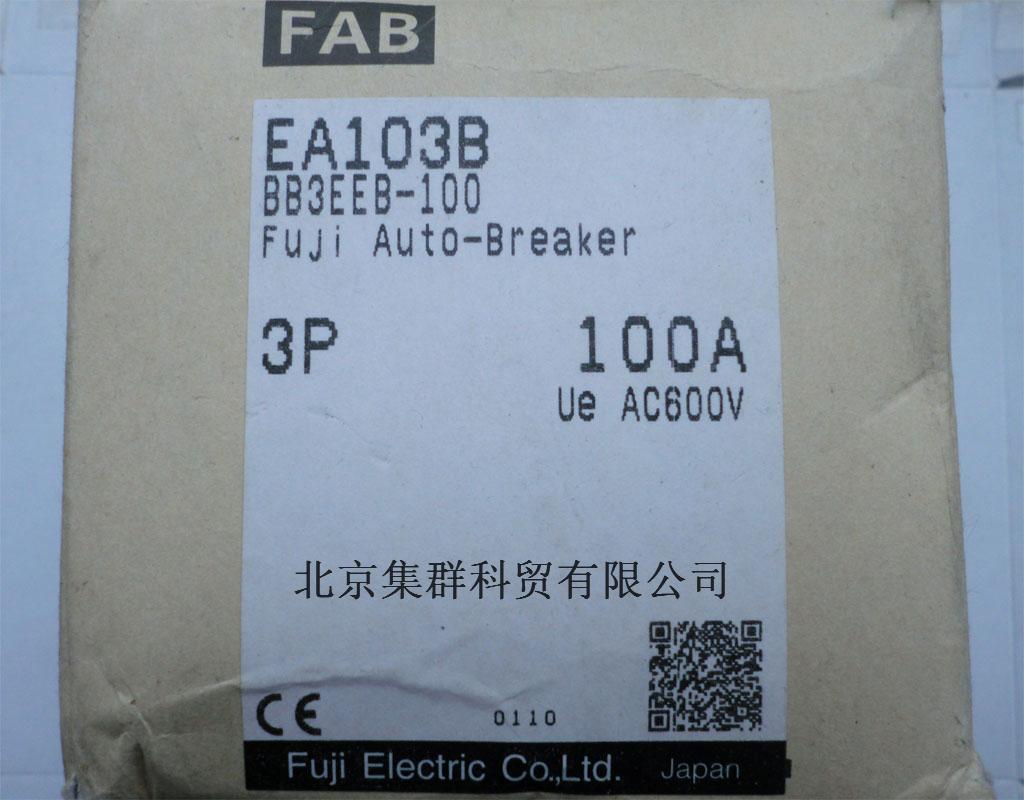 FAB
EA103B
BB3EEB-100
Fuji Auto-Breaker
3P 100A
Ue AC600V
北京集群科贸有限公司
CE 0110
Fuji Electric Co.,Ltd. Japan